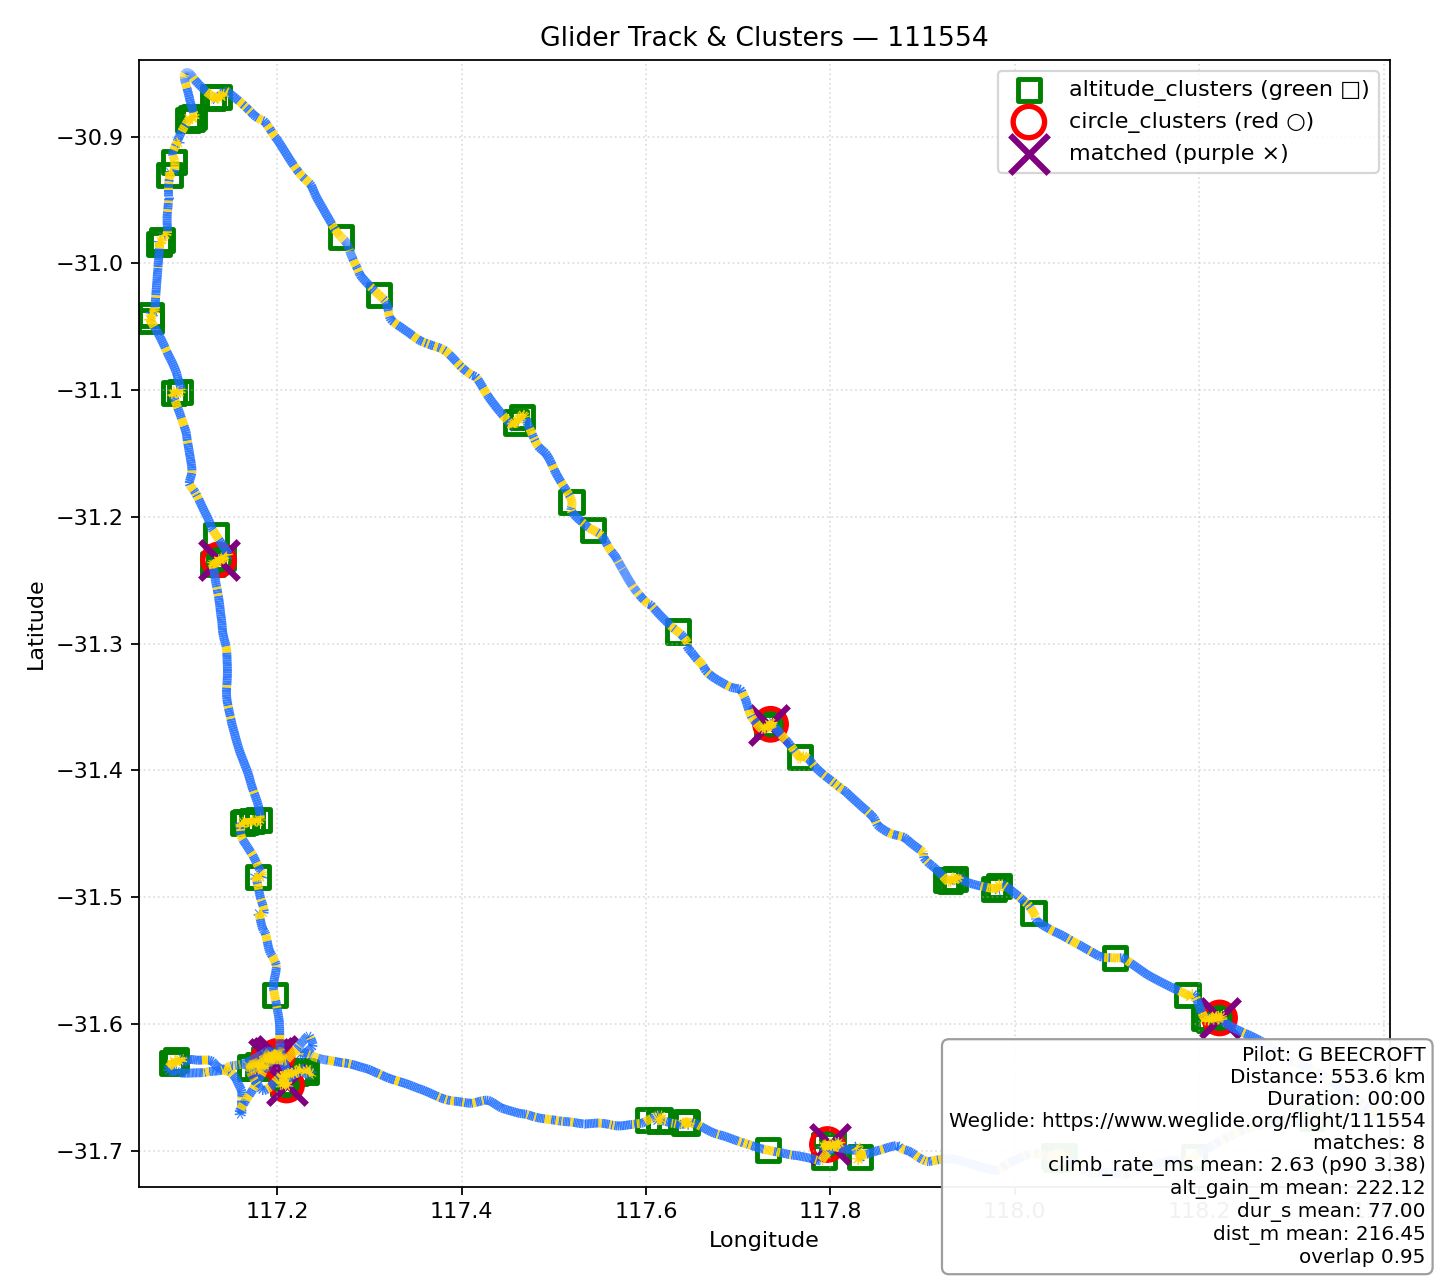 Glider Track & Clusters — 111554
altitude_clusters (green □)
circle_clusters (red ○)
matched (purple ×)
−30.9
−31.0
−31.1
−31.2
−31.3
−31.4
−31.5
−31.6
−31.7
Latitude
117.2
117.4
117.6
117.8
118.0
118.2
Longitude
Pilot: G BEECROFT
Distance: 553.6 km
Duration: 00:00
Weglide: https://www.weglide.org/flight/111554
matches: 8
climb_rate_ms mean: 2.63 (p90 3.38)
alt_gain_m mean: 222.12
dur_s mean: 77.00
dist_m mean: 216.45
overlap 0.95